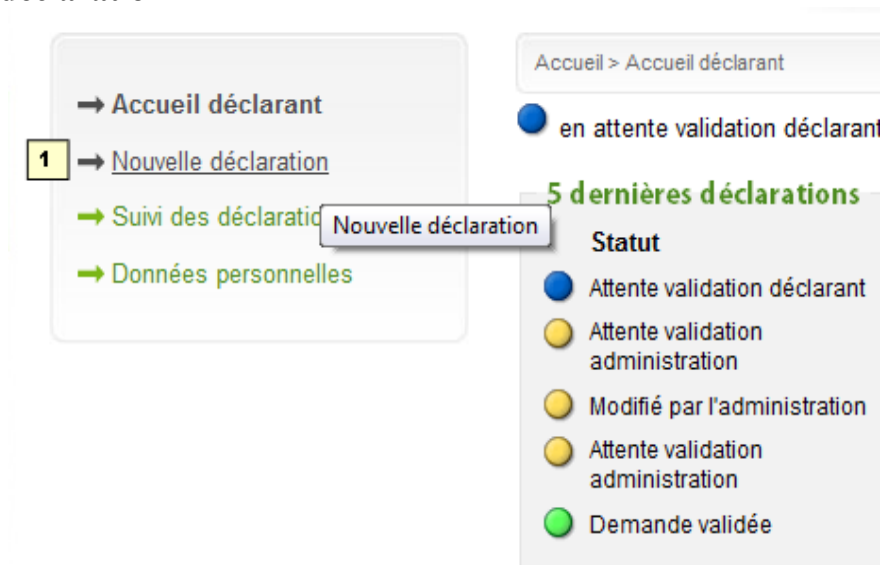 Accueil > Accueil déclarant
Accueil déclarant
en attente validation déclarant
1
Nouvelle déclaration
5 dernières déclarations
Suivi des
Nouvelle déclaration
Statut
Données personnelles
Attente validation déclarant
Attente validation
administration
Modifié par l'administration
Attente validation
administration
Demande validée